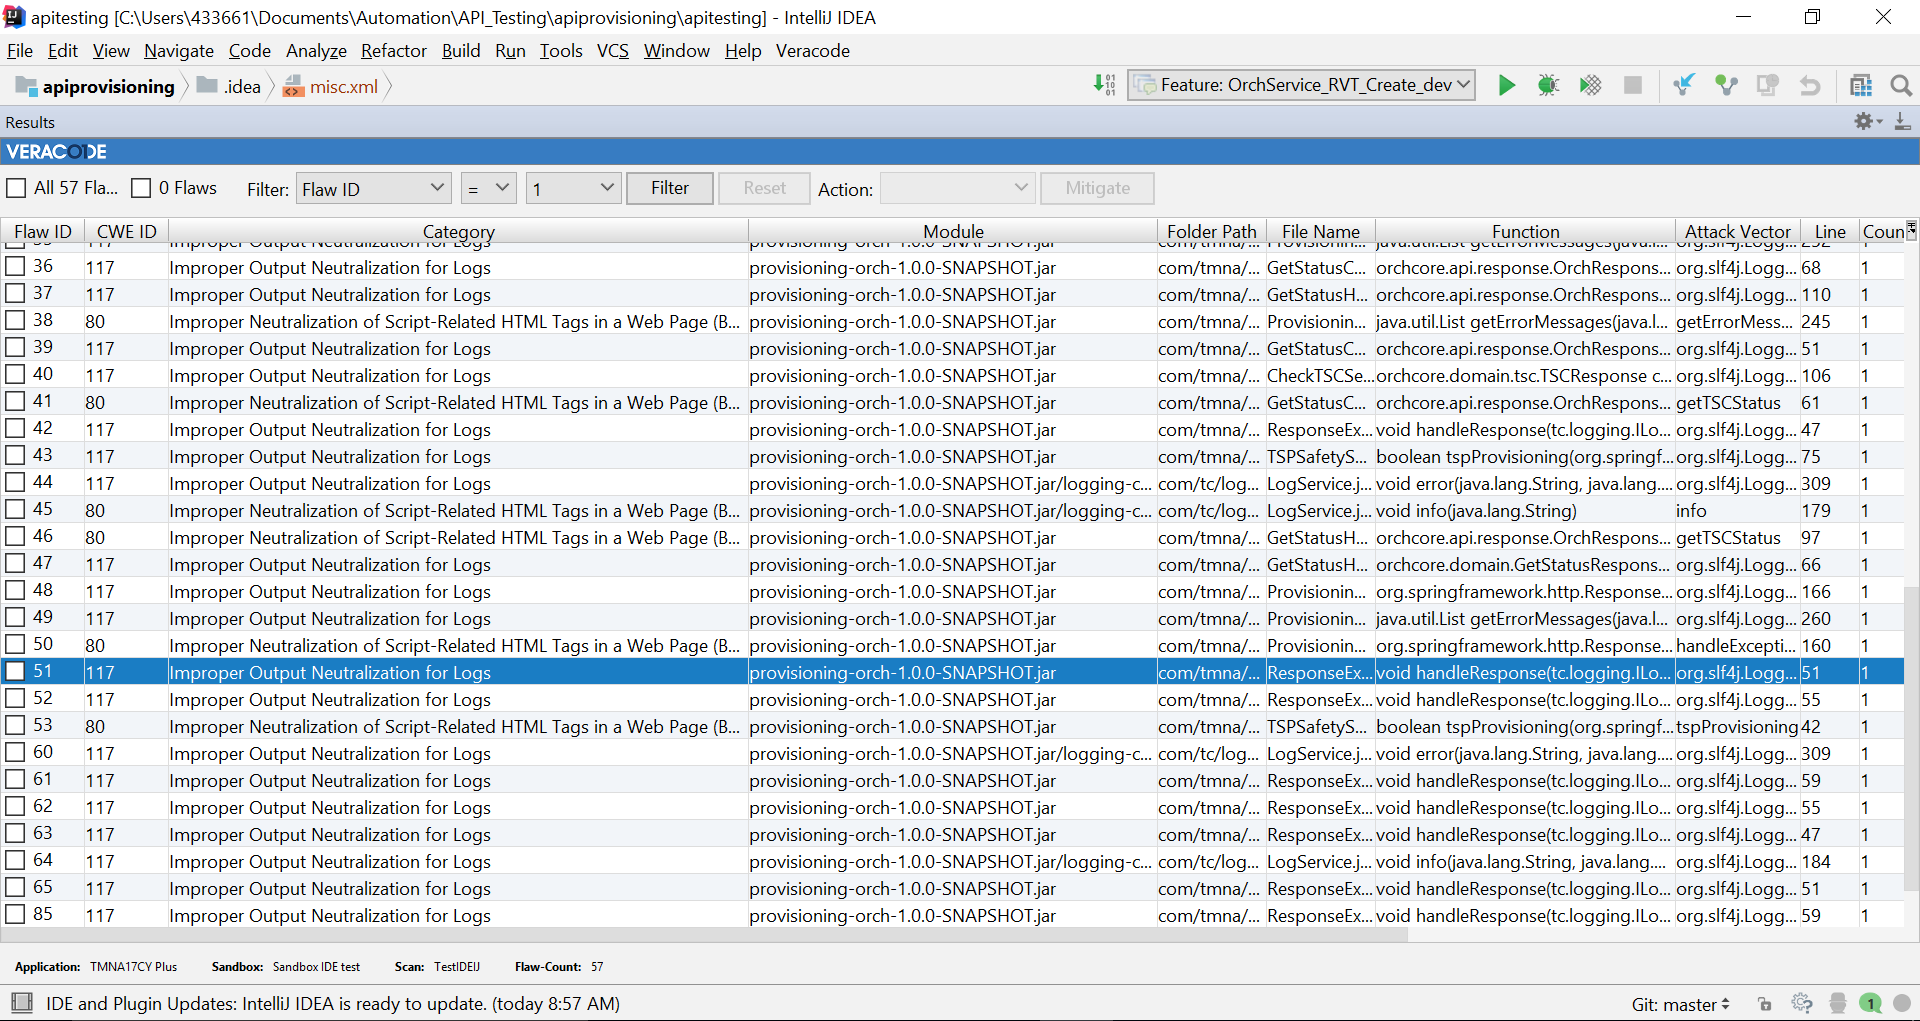 apitesting [C:\Users\433661\Documents\Automation\API_Testing\apiprovisioning\apitesting] - IntelliJ IDEA
File Edit View Navigate Code Analyze Refactor Build Run Tools VCS Window Help Veracode
apiprovisioning .idea misc.xml Feature: OrchService_RVT_Create_dev
Results
VERACODE
All 57 Fla... 0 Flaws Filter: Flaw ID = 1 Filter Reset Action: Mitigate
Flaw ID CWE ID Category Module Folder Path File Name Function Attack Vector Line Coun
36 117 Improper Output Neutralization for Logs provisioning-orch-1.0.0-SNAPSHOT.jar com/tmna/... GetStatusC... orchcore.api.response.OrchRespons... org.slf4j.Logg... 68 1
37 117 Improper Output Neutralization for Logs provisioning-orch-1.0.0-SNAPSHOT.jar com/tmna/... GetStatusH... orchcore.api.response.OrchRespons... org.slf4j.Logg... 110 1
38 80 Improper Neutralization of Script-Related HTML Tags in a Web Page (B... provisioning-orch-1.0.0-SNAPSHOT.jar com/tmna/... Provisionin... java.util.List getErrorMessages(java.l... getErrorMess... 245 1
39 117 Improper Output Neutralization for Logs provisioning-orch-1.0.0-SNAPSHOT.jar com/tmna/... GetStatusC... orchcore.api.response.OrchRespons... org.slf4j.Logg... 51 1
40 117 Improper Output Neutralization for Logs provisioning-orch-1.0.0-SNAPSHOT.jar com/tmna/... CheckTSCSe... orchcore.domain.tsc.TSCResponse c... org.slf4j.Logg... 106 1
41 80 Improper Neutralization of Script-Related HTML Tags in a Web Page (B... provisioning-orch-1.0.0-SNAPSHOT.jar com/tmna/... GetStatusC... orchcore.api.response.OrchRespons... getTSCStatus 61 1
42 117 Improper Output Neutralization for Logs provisioning-orch-1.0.0-SNAPSHOT.jar com/tmna/... ResponseEx... void handleResponse(tc.logging.ILo... org.slf4j.Logg... 47 1
43 117 Improper Output Neutralization for Logs provisioning-orch-1.0.0-SNAPSHOT.jar com/tmna/... TSPSafetyS... boolean tspProvisioning(org.springf... org.slf4j.Logg... 75 1
44 117 Improper Output Neutralization for Logs provisioning-orch-1.0.0-SNAPSHOT.jar/logging-c... com/tc/log... LogService.j... void error(java.lang.String, java.lang.... org.slf4j.Logg... 309 1
45 80 Improper Neutralization of Script-Related HTML Tags in a Web Page (B... provisioning-orch-1.0.0-SNAPSHOT.jar/logging-c... com/tc/log... LogService.j... void info(java.lang.String) info 179 1
46 80 Improper Neutralization of Script-Related HTML Tags in a Web Page (B... provisioning-orch-1.0.0-SNAPSHOT.jar com/tmna/... GetStatusH... orchcore.api.response.OrchRespons... getTSCStatus 97 1
47 117 Improper Output Neutralization for Logs provisioning-orch-1.0.0-SNAPSHOT.jar com/tmna/... GetStatusH... orchcore.domain.GetStatusRespons... org.slf4j.Logg... 66 1
48 117 Improper Output Neutralization for Logs provisioning-orch-1.0.0-SNAPSHOT.jar com/tmna/... Provisionin... org.springframework.http.Response... org.slf4j.Logg... 166 1
49 117 Improper Output Neutralization for Logs provisioning-orch-1.0.0-SNAPSHOT.jar com/tmna/... Provisionin... java.util.List getErrorMessages(java.l... org.slf4j.Logg... 260 1
50 80 Improper Neutralization of Script-Related HTML Tags in a Web Page (B... provisioning-orch-1.0.0-SNAPSHOT.jar com/tmna/... Provisionin... org.springframework.http.Response... handleExcepti... 160 1
51 117 Improper Output Neutralization for Logs provisioning-orch-1.0.0-SNAPSHOT.jar com/tmna/... ResponseEx... void handleResponse(tc.logging.ILo... org.slf4j.Logg... 51 1
52 117 Improper Output Neutralization for Logs provisioning-orch-1.0.0-SNAPSHOT.jar com/tmna/... ResponseEx... void handleResponse(tc.logging.ILo... org.slf4j.Logg... 55 1
53 80 Improper Neutralization of Script-Related HTML Tags in a Web Page (B... provisioning-orch-1.0.0-SNAPSHOT.jar com/tmna/... TSPSafetyS... boolean tspProvisioning(org.springf... tspProvisioning 42 1
60 117 Improper Output Neutralization for Logs provisioning-orch-1.0.0-SNAPSHOT.jar/logging-c... com/tc/log... LogService.j... void error(java.lang.String, java.lang.... org.slf4j.Logg... 309 1
61 117 Improper Output Neutralization for Logs provisioning-orch-1.0.0-SNAPSHOT.jar com/tmna/... ResponseEx... void handleResponse(tc.logging.ILo... org.slf4j.Logg... 59 1
62 117 Improper Output Neutralization for Logs provisioning-orch-1.0.0-SNAPSHOT.jar com/tmna/... ResponseEx... void handleResponse(tc.logging.ILo... org.slf4j.Logg... 55 1
63 117 Improper Output Neutralization for Logs provisioning-orch-1.0.0-SNAPSHOT.jar com/tmna/... ResponseEx... void handleResponse(tc.logging.ILo... org.slf4j.Logg... 47 1
64 117 Improper Output Neutralization for Logs provisioning-orch-1.0.0-SNAPSHOT.jar/logging-c... com/tc/log... LogService.j... void info(java.lang.String, java.lang.... org.slf4j.Logg... 184 1
65 117 Improper Output Neutralization for Logs provisioning-orch-1.0.0-SNAPSHOT.jar com/tmna/... ResponseEx... void handleResponse(tc.logging.ILo... org.slf4j.Logg... 51 1
85 117 Improper Output Neutralization for Logs provisioning-orch-1.0.0-SNAPSHOT.jar com/tmna/... ResponseEx... void handleResponse(tc.logging.ILo... org.slf4j.Logg... 59 1
Application: TMNA17CY Plus Sandbox: Sandbox IDE test Scan: TestIDEIJ Flaw-Count: 57
IDE and Plugin Updates: IntelliJ IDEA is ready to update. (today 8:57 AM) Git: master 1